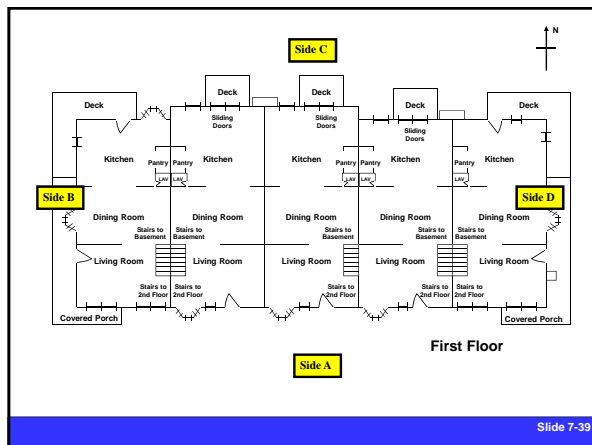 Side C
N
Deck
Deck
Deck
Deck
Deck
Sliding
Doors
Sliding
Doors
Sliding
Doors
Kitchen
Kitchen
Kitchen
Kitchen
Kitchen
Pantry
Pantry
Pantry
Pantry
Pantry
LAV
LAV
LAV
LAV
LAV
Side B
Side D
Dining Room
Dining Room
Dining Room
Dining Room
Dining Room
Stairs to
Basement
Stairs to
Basement
Stairs to
Basement
Stairs to
Basement
Stairs to
Basement
Living Room
Living Room
Living Room
Living Room
Living Room
Stairs to
2nd Floor
Stairs to
2nd Floor
Stairs to
2nd Floor
Stairs to
2nd Floor
Stairs to
2nd Floor
Covered Porch
Covered Porch
First Floor
Side A
Slide 7-39